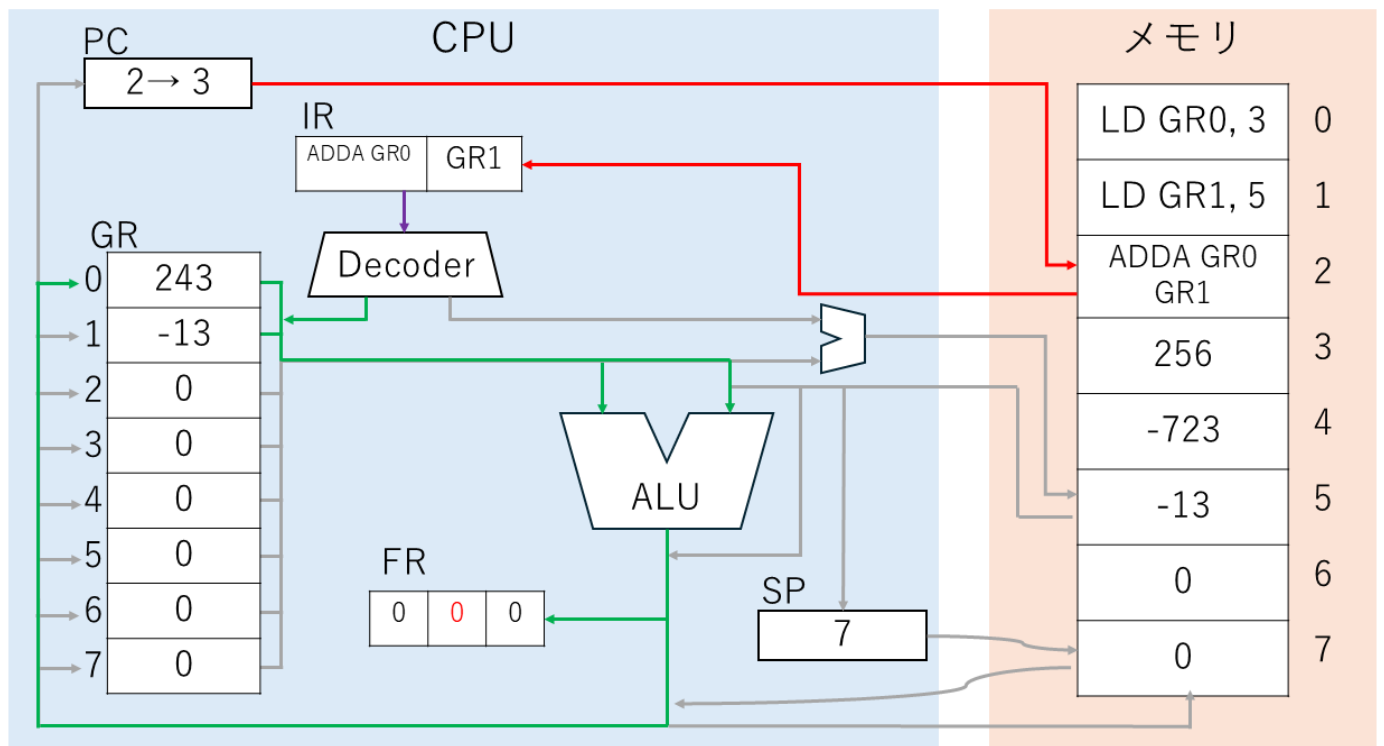 CPU
メモリ
PC
2→ 3
IR
ADDA GR0
GR1
Decoder
GR
0 243
1 -13
2 0
3 0
4 0
5 0
6 0
7 0
ALU
FR
0 0 0
SP
7
LD GR0, 3 0
LD GR1, 5 1
ADDA GR0
GR1
2
256 3
-723 4
-13 5
0 6
0 7